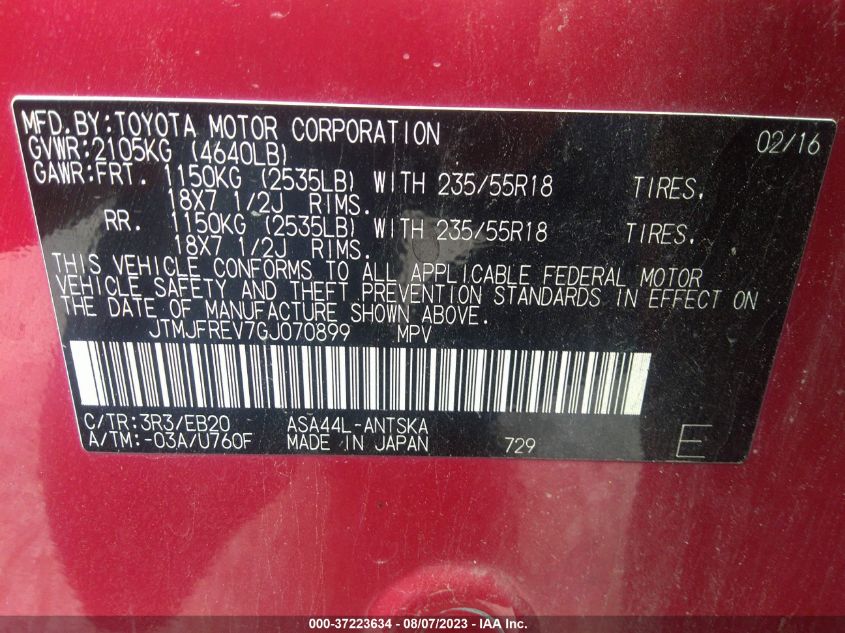 MFD.BY:TOYOTA MOTOR CORPORATION 02/16
GVWR:2105KG (4640LB)
GAWR:FRT. 1150KG (2535LB) WITH 235/55R18 TIRES.
18X7 1/2J RIMS.
RR. 1150KG (2535LB) WITH 235/55R18 TIRES.
18X7 1/2J RIMS.
THIS VEHICLE CONFORMS TO ALL APPLICABLE FEDERAL MOTOR
VEHICLE SAFETY AND THEFT PREVENTION STANDARDS IN EFFECT ON
THE DATE OF MANUFACTURE SHOWN ABOVE.
JTMJFREV7GJ070899 MPV
C/TR:3R3/EB20 ASA44L-ANTSKA
A/TM:-03A/U760F MADE IN JAPAN 729 E
000-37223634 - 08/07/2023 - Copyright © 2023 IAA, Inc.